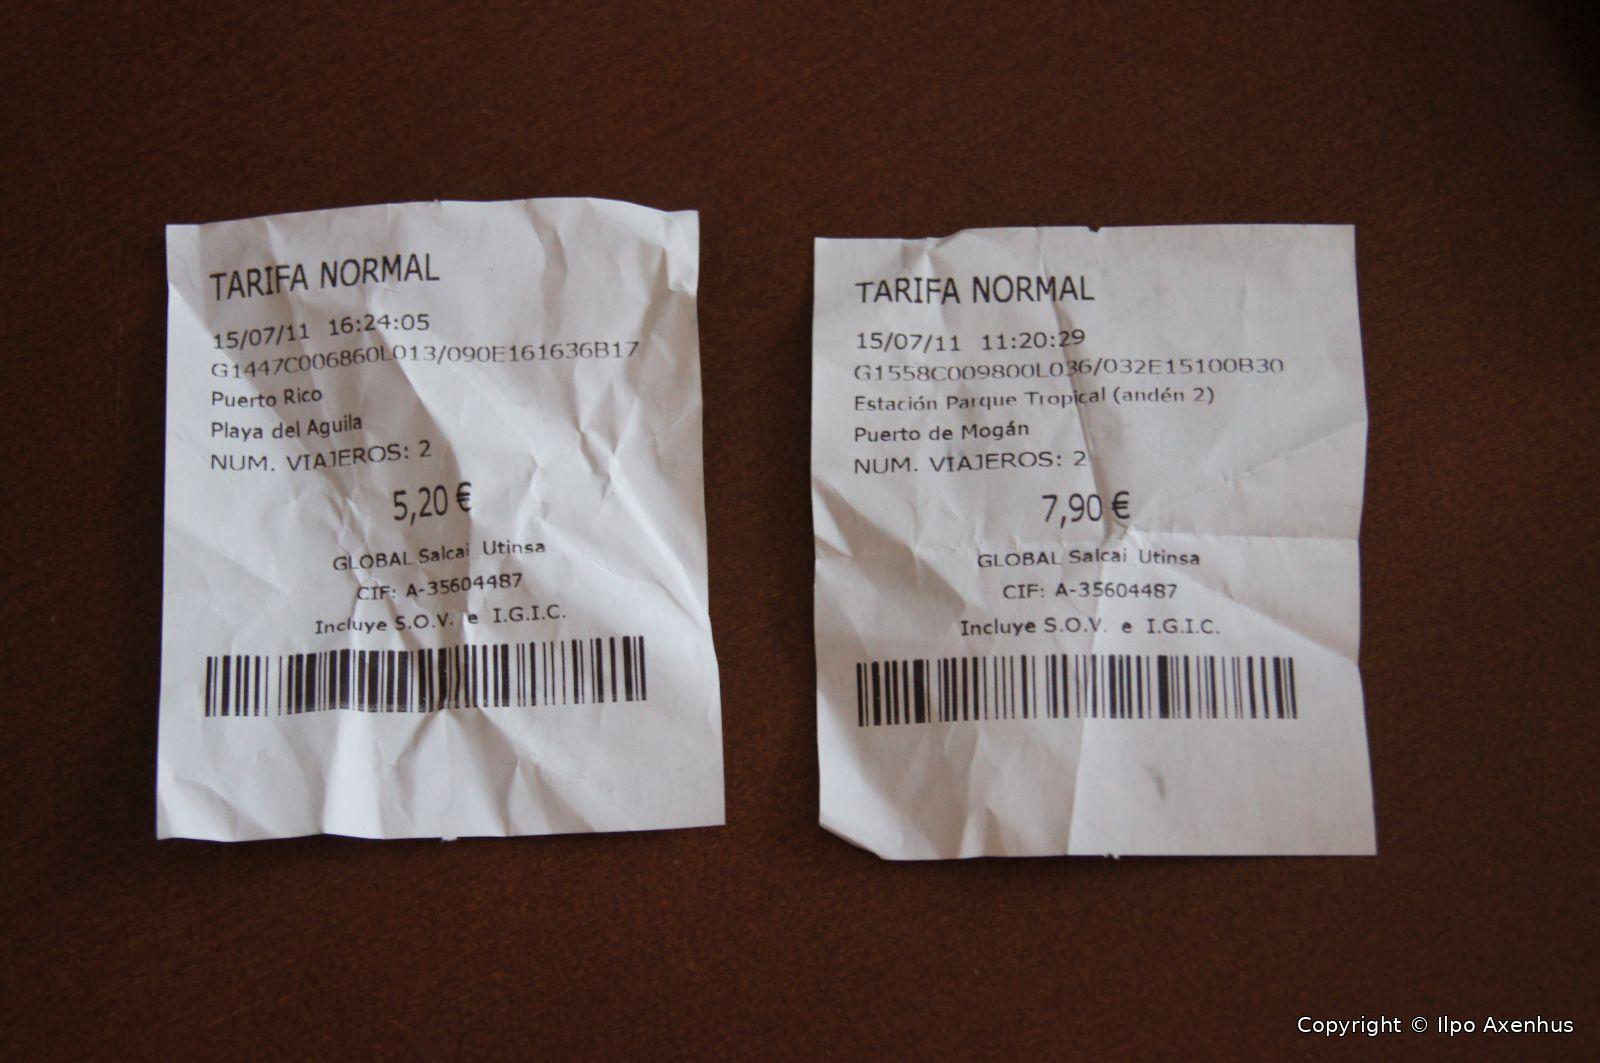 TARIFA NORMAL
15/07/11 16:24:05
G1447C006860L013/090E161636B17
Puerto Rico
Playa del Aguila
NUM. VIAJEROS: 2
5,20 €
GLOBAL Salcai Utinsa
CIF: A-35604487
Incluye S.O.V. e I.G.I.C.
TARIFA NORMAL
15/07/11 11:20:29
G1558C009800L036/032E15100B30
Estación Parque Tropical (andén 2)
Puerto de Mogán
NUM. VIAJEROS: 2
7,90 €
GLOBAL Salcai Utinsa
CIF: A-35604487
Incluye S.O.V. e I.G.I.C.
Copyright © Ilpo Axenhus